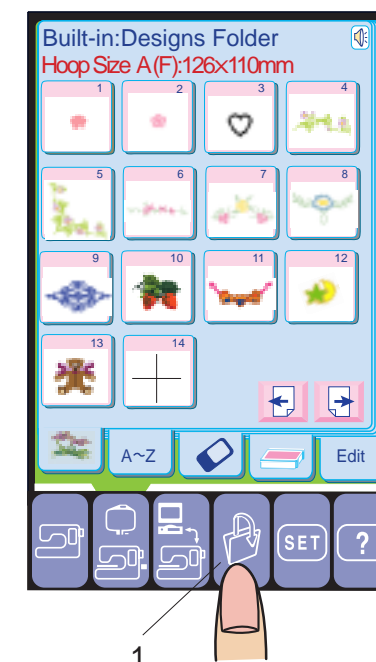 Built-in:Designs Folder
Hoop Size A (F):126x110mm
1 2 3 4
5 6 7 8
9 10 11 12
13 14
A~Z Edit
SET ?
1